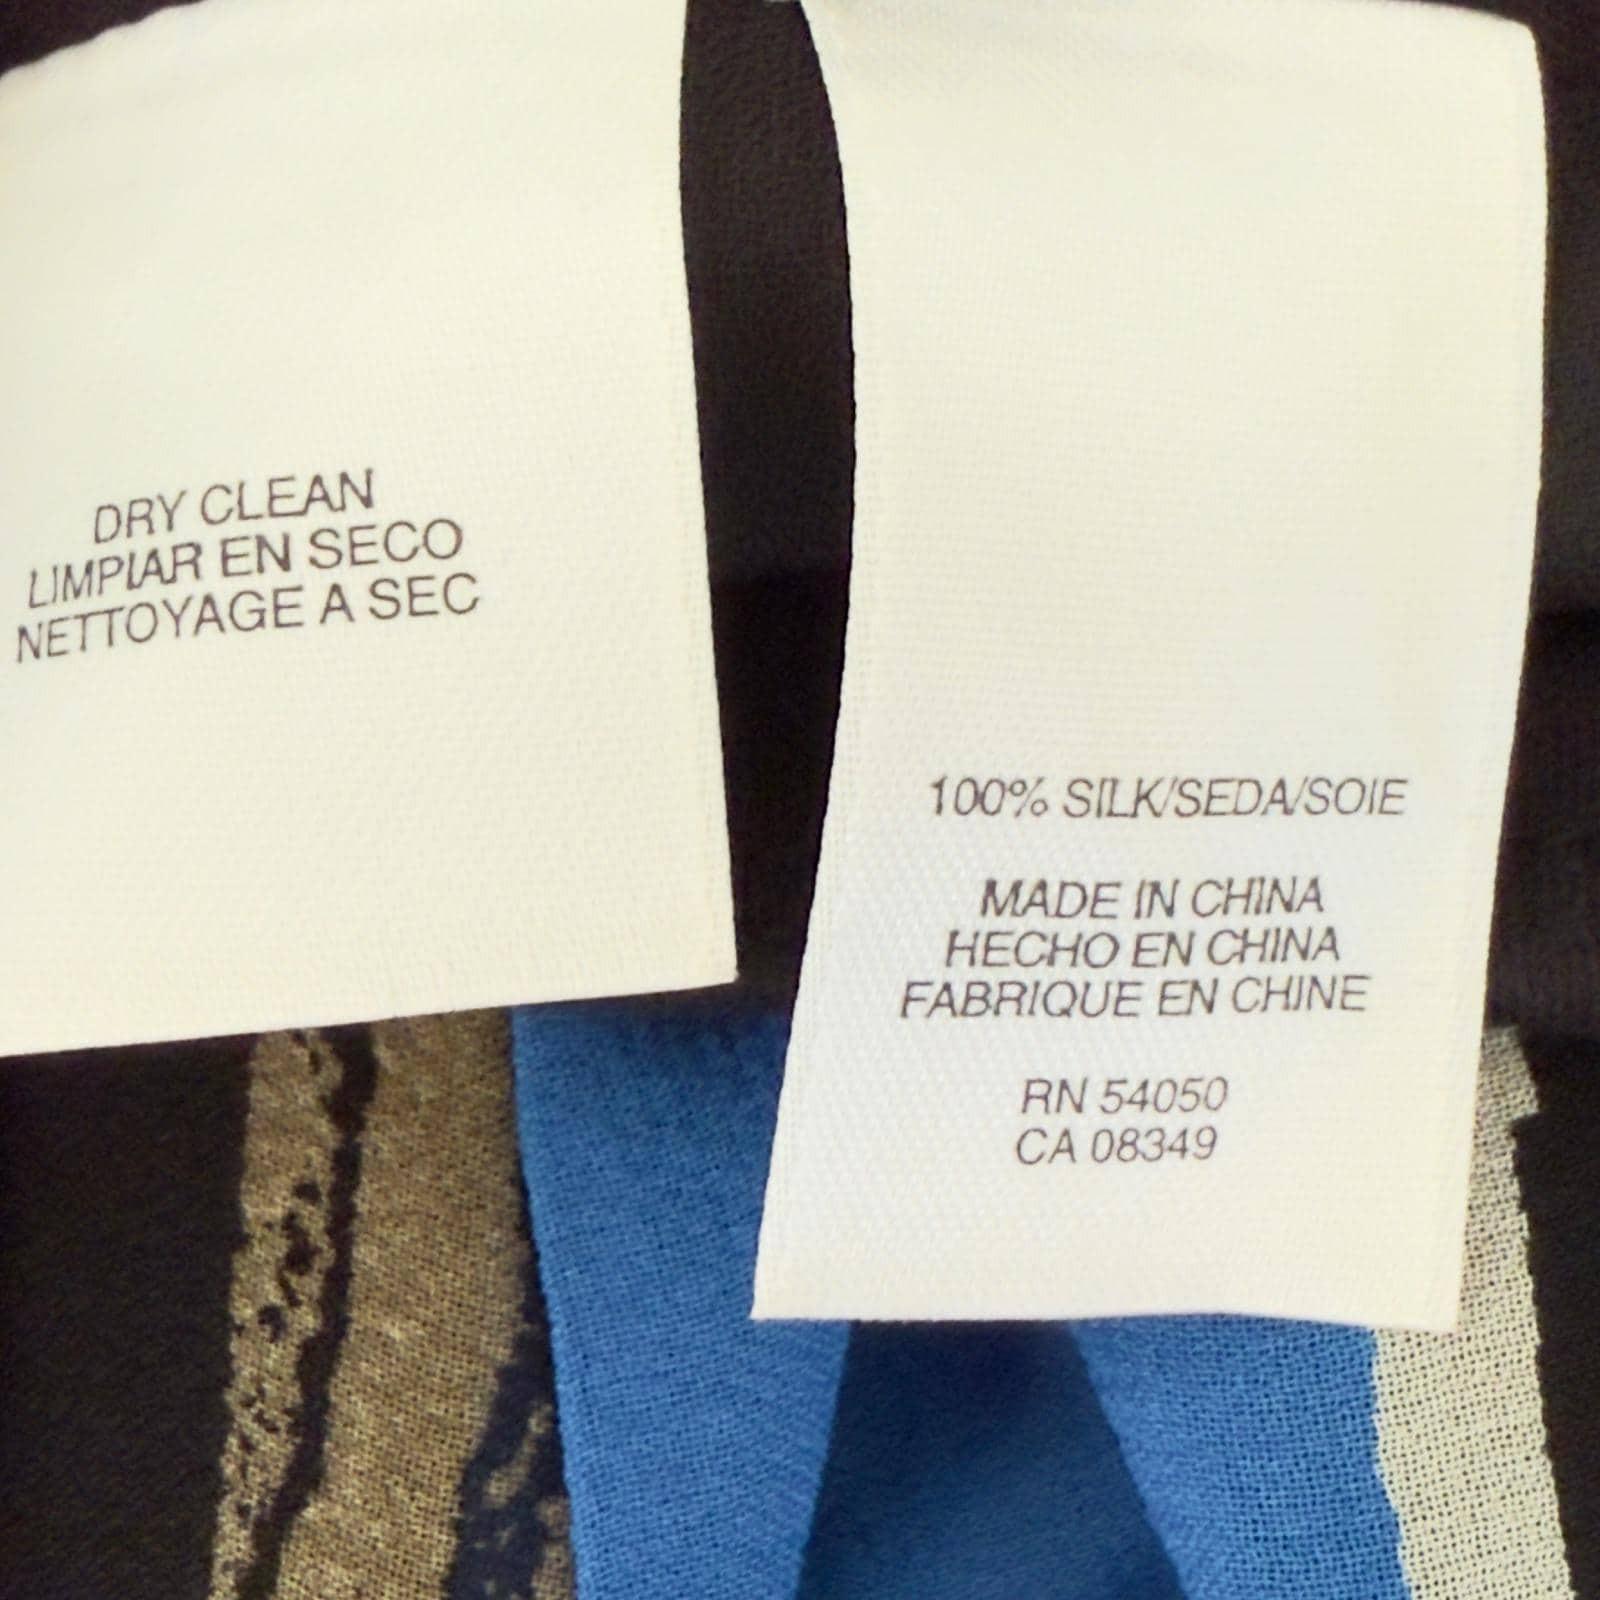 DRY CLEAN
LIMPIAR EN SECO
NETTOYAGE A SEC
100% SILK/SEDA/SOIE
MADE IN CHINA
HECHO EN CHINA
FABRIQUE EN CHINE
RN 54050
CA 08349